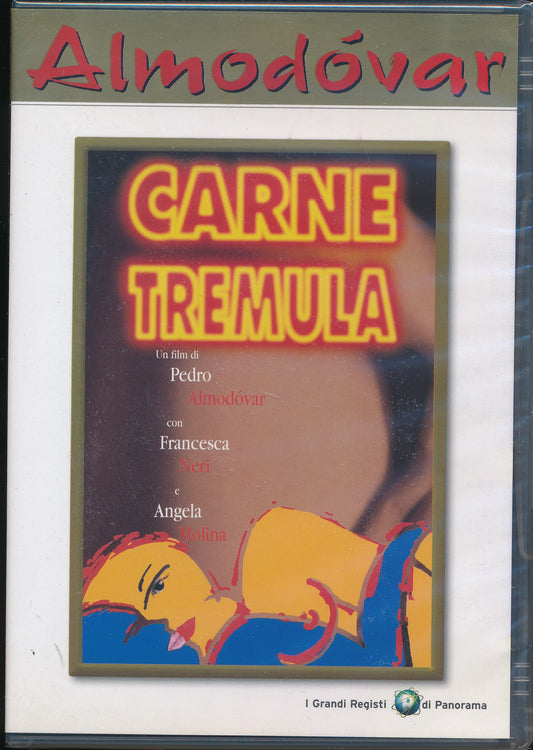 Almodóvar
CARNE
TREMULA
Un film di
Pedro
Almodóvar
con
Francesca
Neri
e
Angela
Molina
I Grandi Registi di Panorama